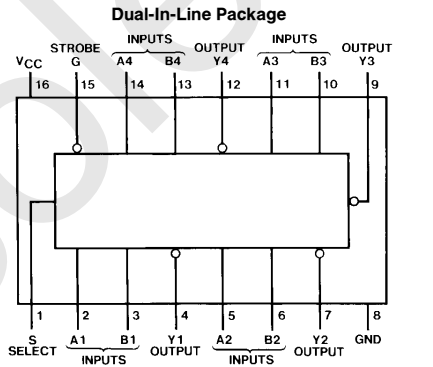 Dual-In-Line Package
INPUTS INPUTS
STROBE OUTPUT OUTPUT
VCC G A4 B4 Y4 A3 B3 Y3
16 15 14 13 12 11 10 9
1 2 3 4 5 6 7 8
S A1 B1 Y1 A2 B2 Y2 GND
SELECT INPUTS OUTPUT INPUTS OUTPUT